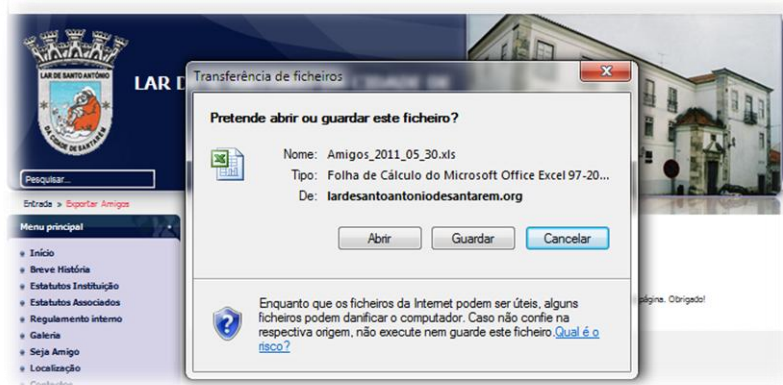 LAR DE SANTO ANTÓNIO
DA CIDADE DE SANTARÉM
LAR D
Pesquisar...
Entrada » Exportar Amigos
Menu principal
Início
Breve História
Estatutos Instituição
Estatutos Associados
Regulamento interno
Galeria
Seja Amigo
Localização
Contactos
Transferência de ficheiros
Pretende abrir ou guardar este ficheiro?
Nome: Amigos_2011_05_30.xls
Tipo: Folha de Cálculo do Microsoft Office Excel 97-20...
De: lardesantoantoniodesantarem.org
Abrir Guardar Cancelar
Enquanto que os ficheiros da Internet podem ser úteis, alguns
ficheiros podem danificar o computador. Caso não confie na
respectiva origem, não execute nem guarde este ficheiro.Qual é o
risco?
página. Obrigado!